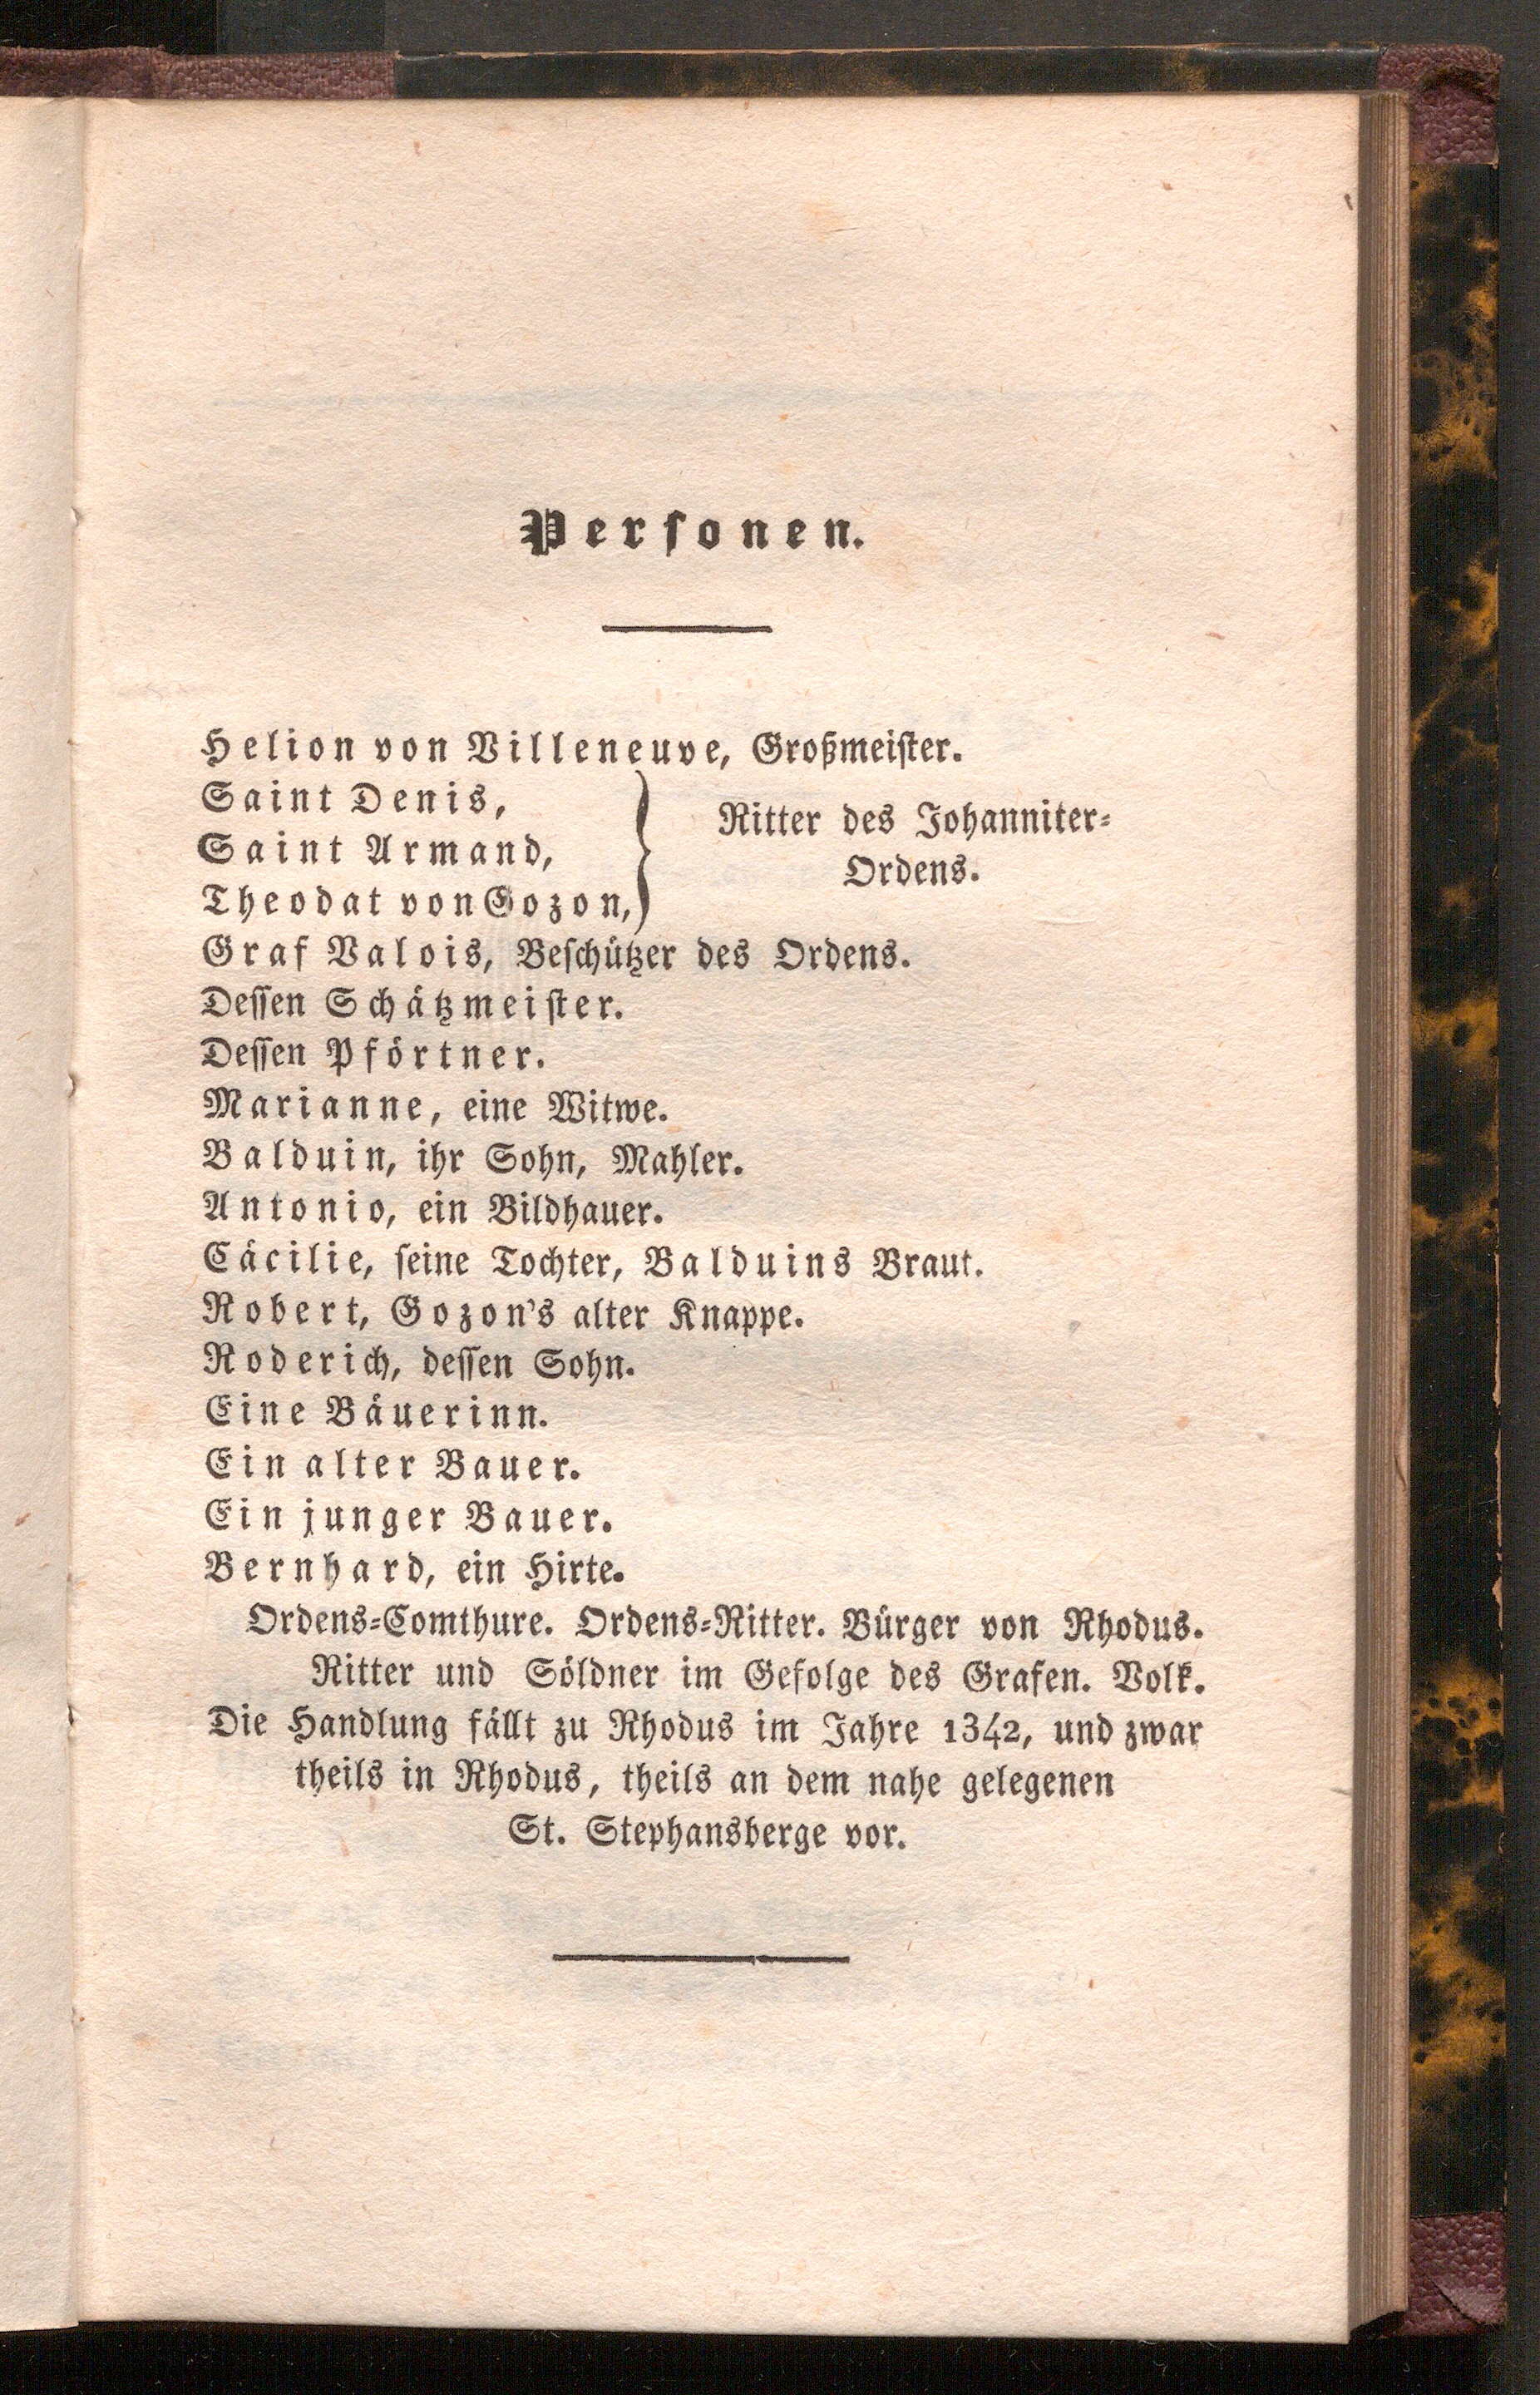 Personen.
Helion von Villeneuve, Großmeiſter.
Saint Denis,
Saint Armand,
Theodat von Gozon,
Ritter des Johanniter-
Ordens.
Graf Valois, Beſchützer des Ordens.
Deſſen Schätzmeiſter.
Deſſen Pförtner.
Marianne, eine Witwe.
Balduin, ihr Sohn, Mahler.
Antonio, ein Bildhauer.
Cäcilie, ſeine Tochter, Balduins Braut.
Robert, Gozon's alter Knappe.
Roderich, deſſen Sohn.
Eine Bäuerinn.
Ein alter Bauer.
Ein junger Bauer.
Bernhard, ein Hirte.
Ordens-Comthure. Ordens-Ritter. Bürger von Rhodus.
Ritter und Söldner im Gefolge des Grafen. Volk.
Die Handlung fällt zu Rhodus im Jahre 1342, und zwar
theils in Rhodus, theils an dem nahe gelegenen
St. Stephansberge vor.